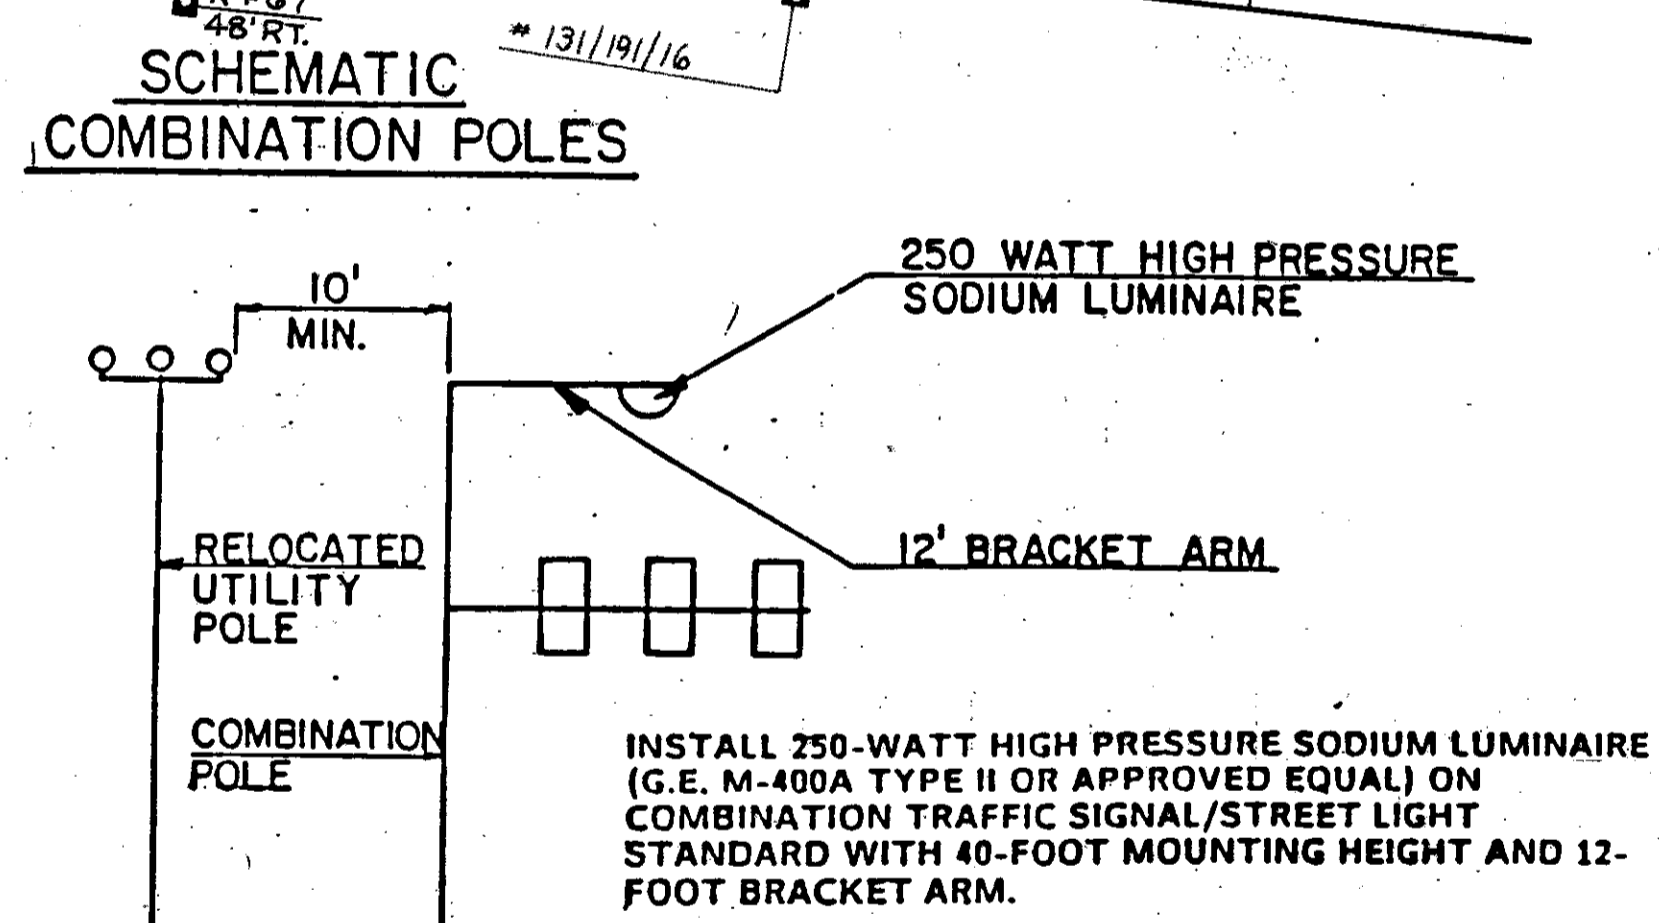 48' RT.
* 131/191/16
SCHEMATIC
COMBINATION POLES
10'
MIN.
250 WATT HIGH PRESSURE
SODIUM LUMINAIRE
RELOCATED
UTILITY
POLE
12' BRACKET ARM
COMBINATION
POLE
INSTALL 250-WATT HIGH PRESSURE SODIUM LUMINAIRE
(G.E. M-400A TYPE II OR APPROVED EQUAL) ON
COMBINATION TRAFFIC SIGNAL/STREET LIGHT
STANDARD WITH 40-FOOT MOUNTING HEIGHT AND 12-
FOOT BRACKET ARM.